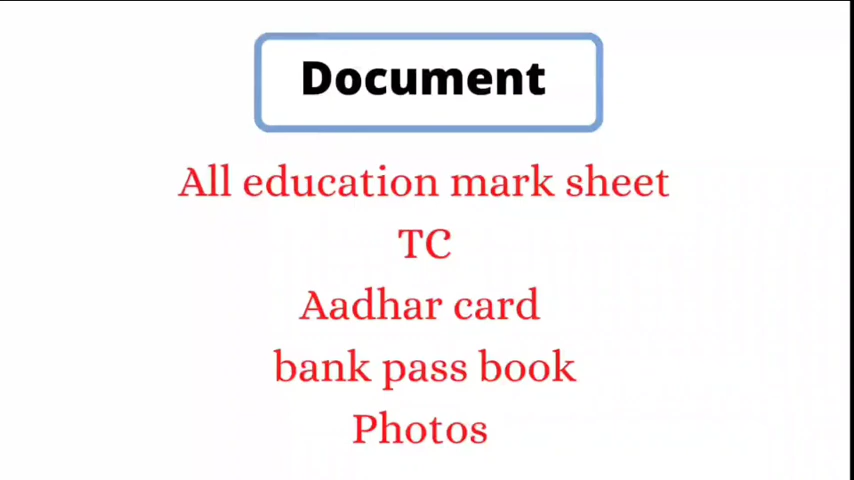 Document
All education mark sheet
TC
Aadhar card
bank pass book
Photos